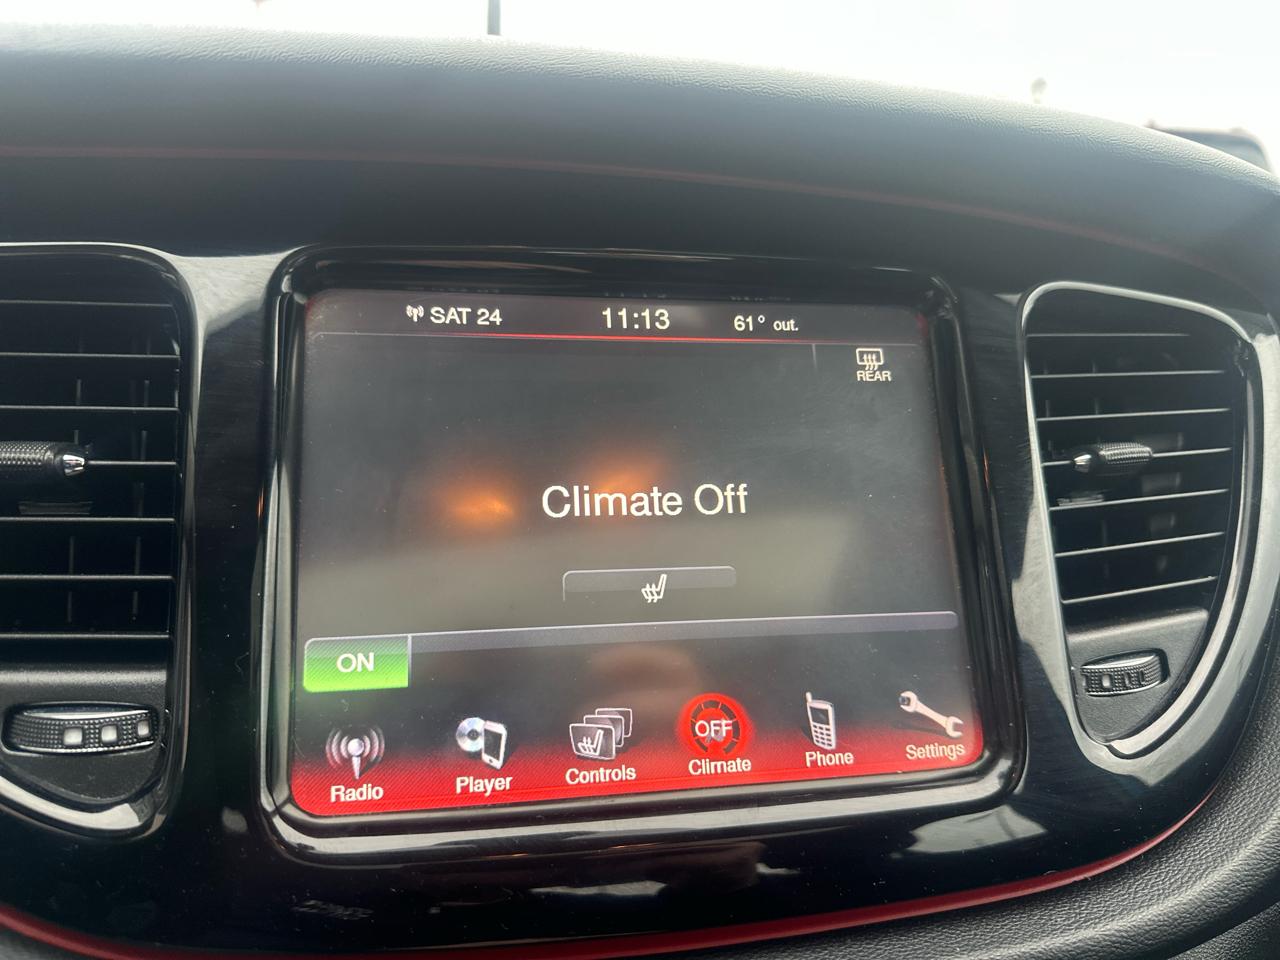 SAT 24 11:13 61° out.
REAR
Climate Off
ON
OFF
Radio Player Controls Climate Phone Settings